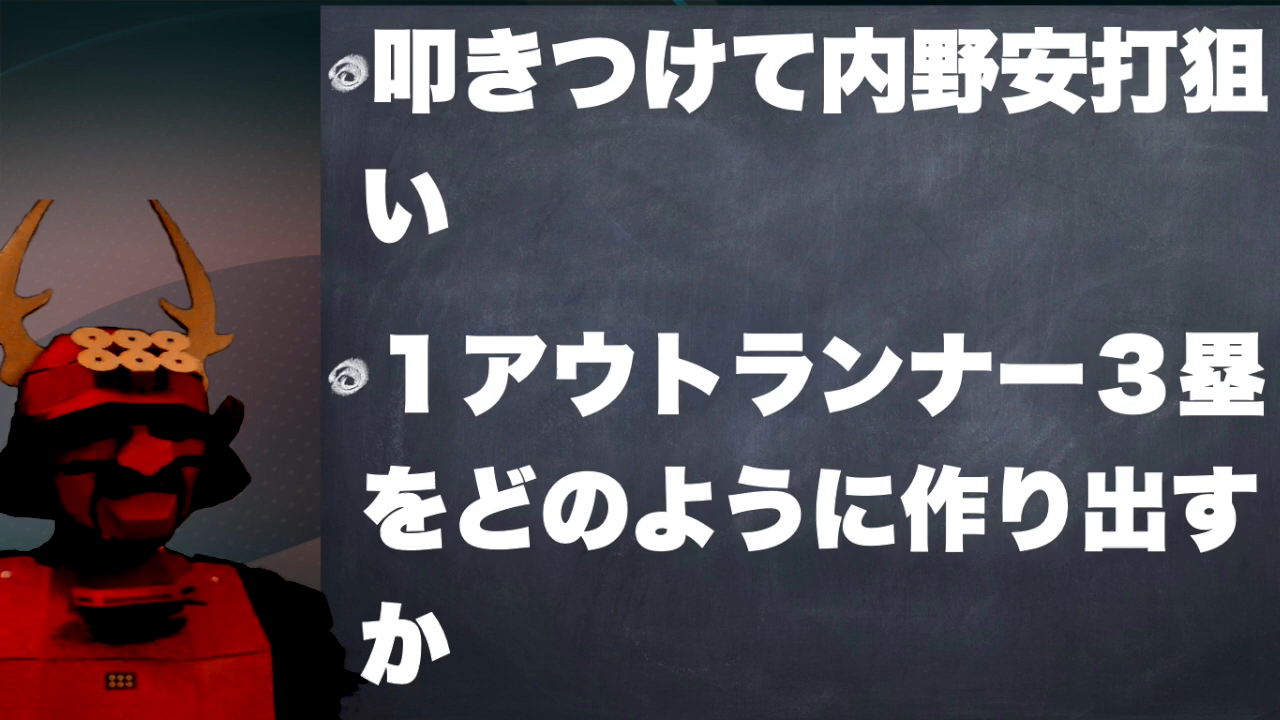 叩きつけて内野安打狙
い
１アウトランナー３塁
をどのように作り出す
か